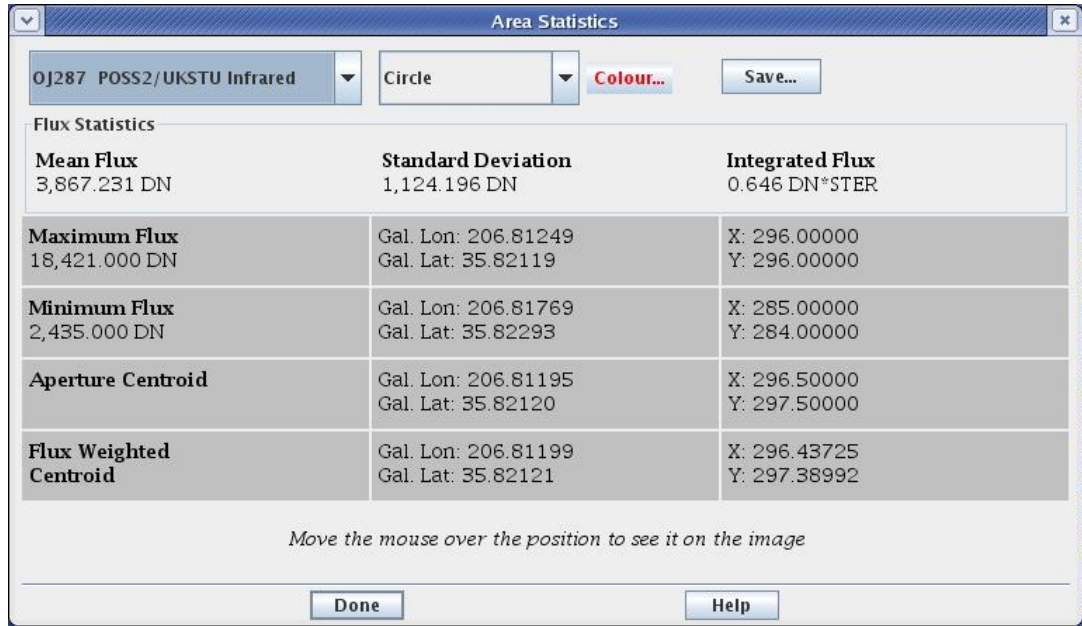 Area Statistics
OJ287 POSS2/UKSTU Infrared
Circle
Colour...
Save...
Flux Statistics
Mean Flux
3,867.231 DN
Standard Deviation
1,124.196 DN
Integrated Flux
0.646 DN*STER
Maximum Flux
18,421.000 DN
Gal. Lon: 206.81249
Gal. Lat: 35.82119
X: 296.00000
Y: 296.00000
Minimum Flux
2,435.000 DN
Gal. Lon: 206.81769
Gal. Lat: 35.82293
X: 285.00000
Y: 284.00000
Aperture Centroid
Gal. Lon: 206.81195
Gal. Lat: 35.82120
X: 296.50000
Y: 297.50000
Flux Weighted
Centroid
Gal. Lon: 206.81199
Gal. Lat: 35.82121
X: 296.43725
Y: 297.38992
Move the mouse over the position to see it on the image
Done
Help